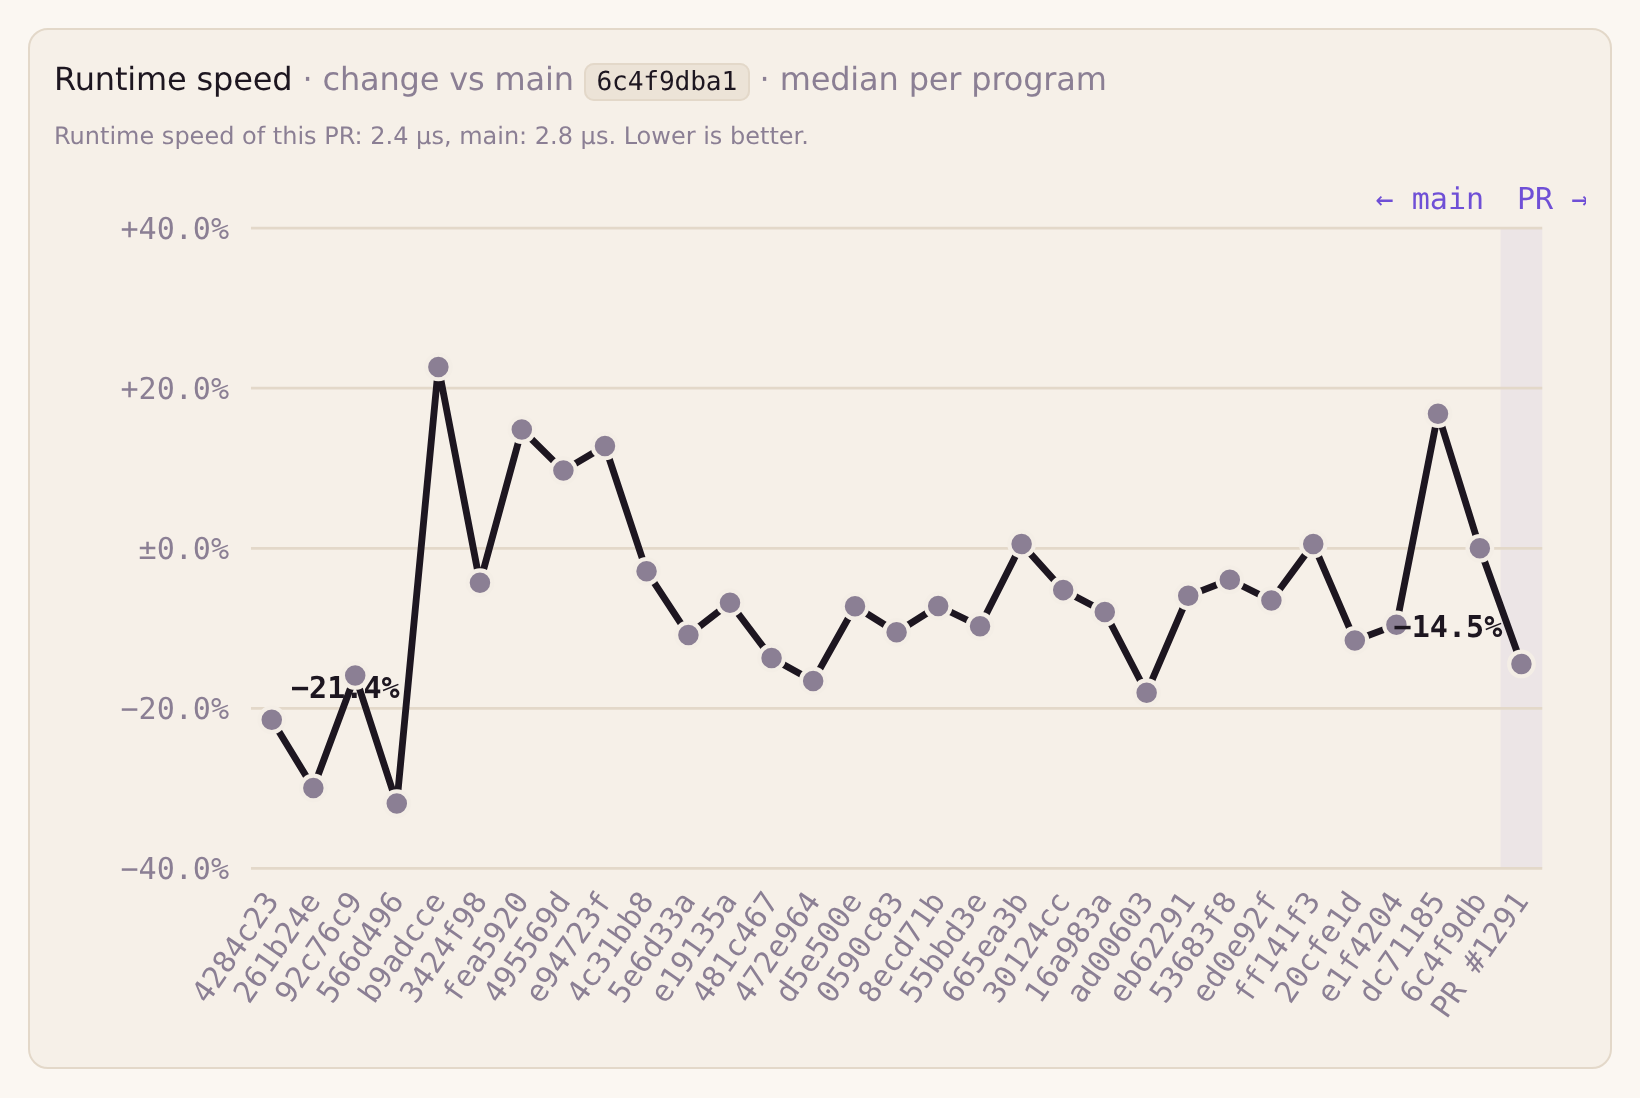 Runtime speed · change vs main 6c4f9dba1 · median per program
Runtime speed of this PR: 2.4 µs, main: 2.8 µs. Lower is better.
← main PR →
+40.0%
+20.0%
±0.0%
−20.0%
−40.0%
−21.4%
−14.5%
4284c23
261b24e
92c76c9
566d496
b9adcce
3424f98
fea5920
495569d
e94723f
4c31bb8
5e6d33a
e19135a
481c467
472e964
d5e500e
0590c83
8ecd71b
55bbd3e
665ea3b
30124cc
16a983a
ad00603
eb62291
53683f8
ed0e92f
ff141f3
20cfe1d
e1f4204
dc71185
6c4f9db
PR #1291